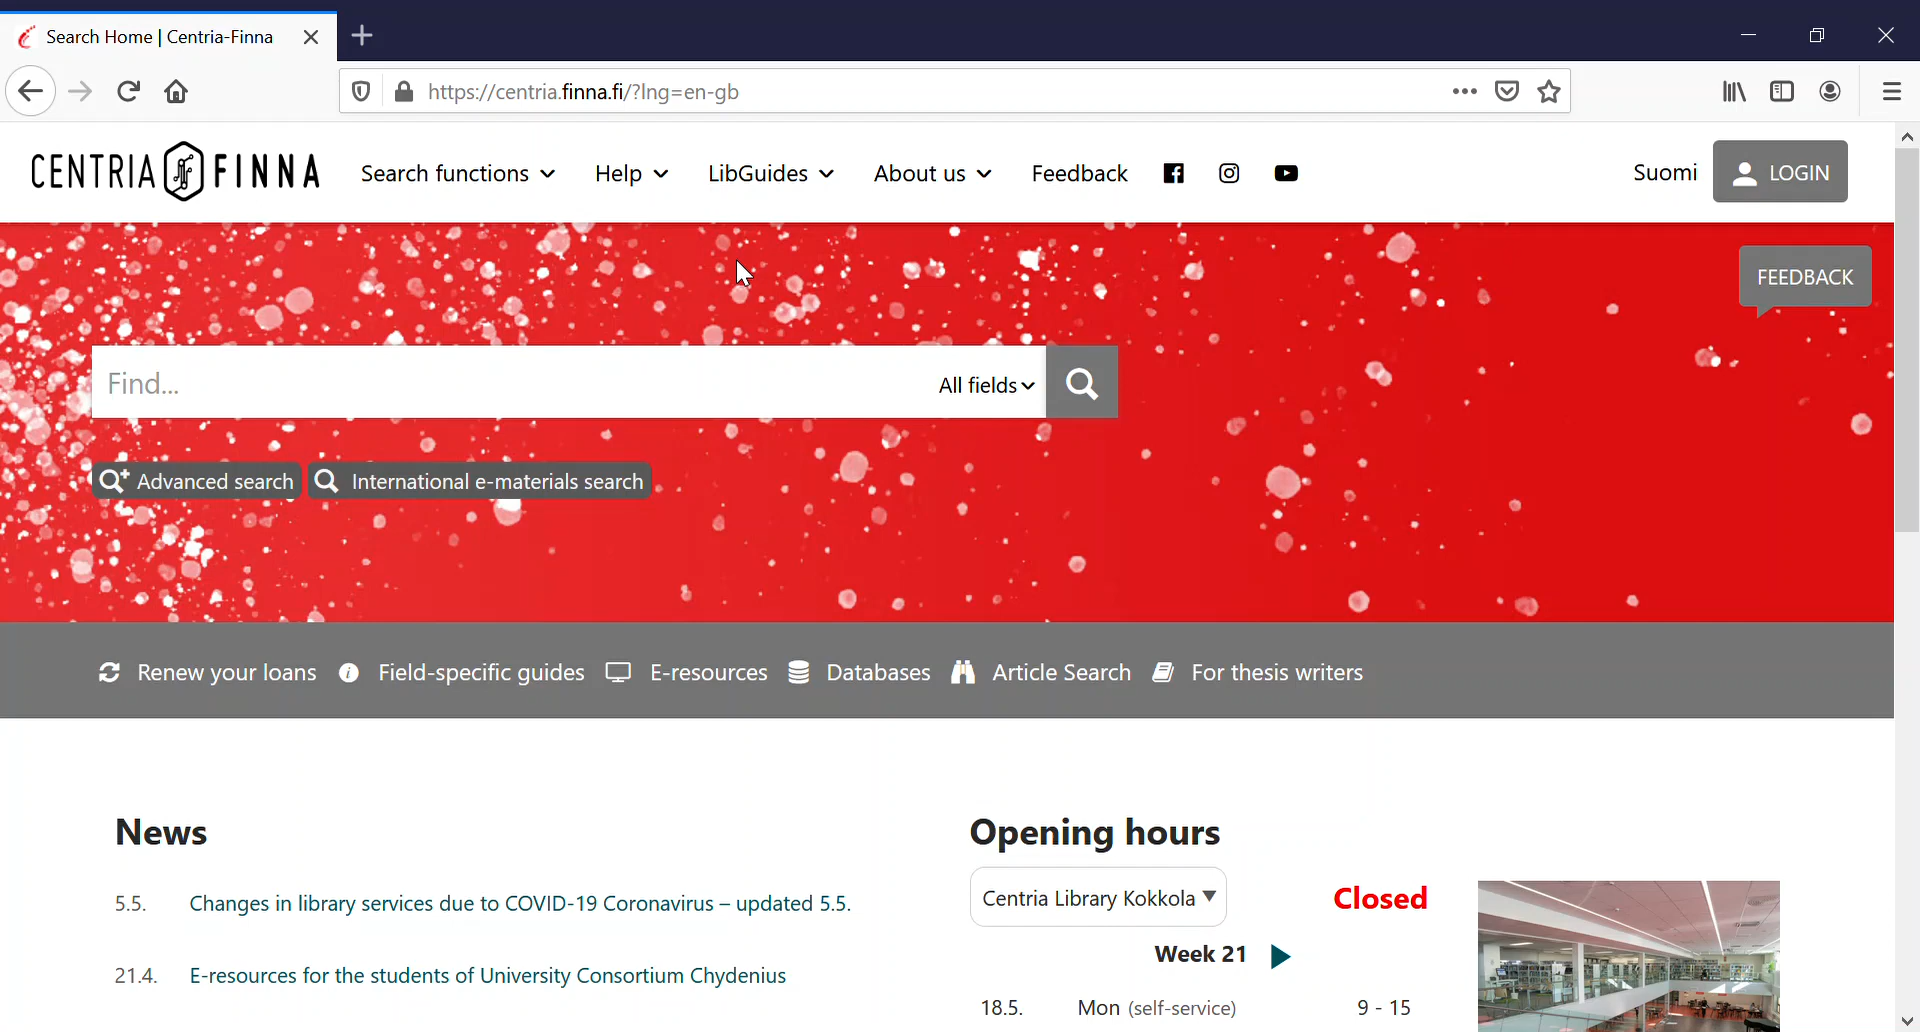 Search Home | Centria-Finna
https://centria.finna.fi/?lng=en-gb
CENTRIA FINNA
Search functions
Help
LibGuides
About us
Feedback
Suomi
LOGIN
FEEDBACK
Find...
All fields
Advanced search
International e-materials search
Renew your loans
Field-specific guides
E-resources
Databases
Article Search
For thesis writers
News
5.5. Changes in library services due to COVID-19 Coronavirus – updated 5.5.
21.4. E-resources for the students of University Consortium Chydenius
Opening hours
Centria Library Kokkola
Closed
Week 21
18.5. Mon (self-service) 9 - 15